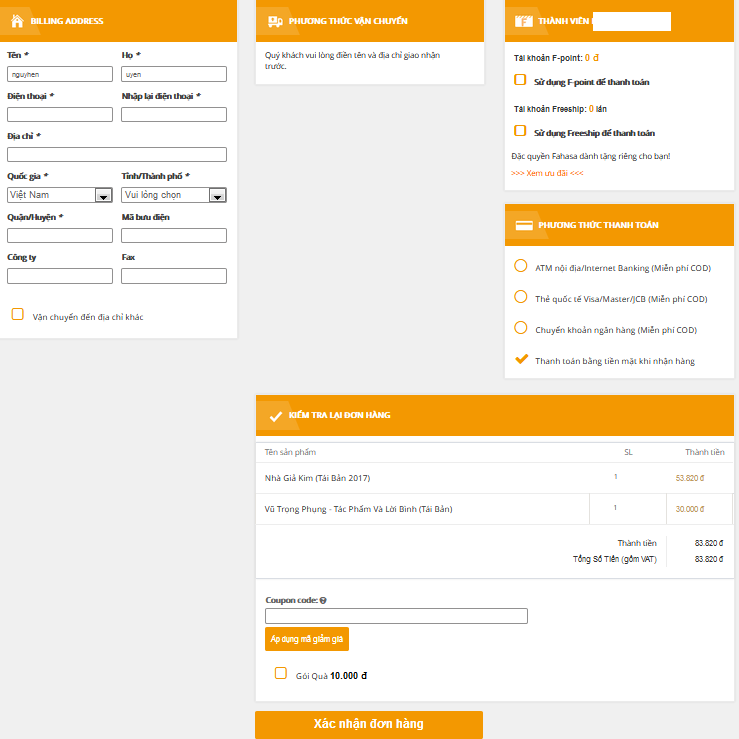 BILLING ADDRESS
Tên *
Họ *
nguyhen
uyen
Điện thoại *
Nhập lại điện thoại *
Địa chỉ *
Quốc gia *
Tỉnh/Thành phố *
Việt Nam
Vui lòng chọn
Quận/Huyện *
Mã bưu điện
Công ty
Fax
Vận chuyển đến địa chỉ khác
PHƯƠNG THỨC VẬN CHUYỂN
Quý khách vui lòng điền tên và địa chỉ giao nhận
trước.
THÀNH VIÊN
Tài khoản F-point: 0 đ
Sử dụng F-point để thanh toán
Tài khoản Freeship: 0 lần
Sử dụng Freeship để thanh toán
Đặc quyền Fahasa dành tặng riêng cho bạn!
>>> Xem ưu đãi <<<
PHƯƠNG THỨC THANH TOÁN
ATM nội địa/Internet Banking (Miễn phí COD)
Thẻ quốc tế Visa/Master/JCB (Miễn phí COD)
Chuyển khoản ngân hàng (Miễn phí COD)
Thanh toán bằng tiền mặt khi nhận hàng
KIỂM TRA LẠI ĐƠN HÀNG
Tên sản phẩm SL Thành tiền
Nhà Giả Kim (Tái Bản 2017) 1 53.820 đ
Vũ Trọng Phụng - Tác Phẩm Và Lời Bình (Tái Bản) 1 30.000 đ
Thành tiền 83.820 đ
Tổng Số Tiền (gồm VAT) 83.820 đ
Coupon code:
Áp dụng mã giảm giá
Gói Quà 10.000 đ
Xác nhận đơn hàng